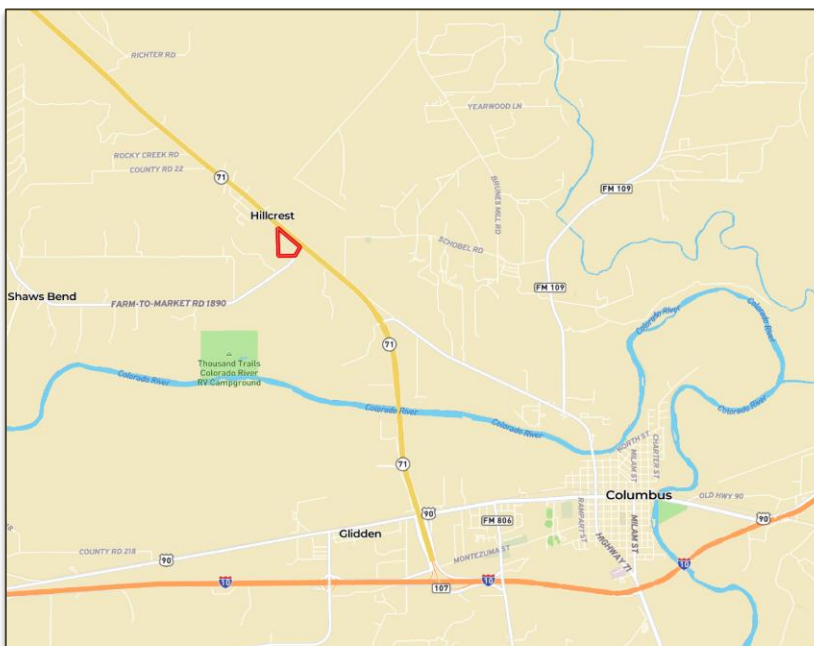 RICHTER RD
YEARWOOD LN
ROCKY CREEK RD
COUNTY RD 22
71
BRUNES MILL RD
FM 109
Hillcrest
SCHOBEL RD
FM 109
Shaws Bend
FARM-TO-MARKET RD 1890
Colorado River
Colorado River
71
Thousand Trails
Colorado River
RV Campground
Colorado River
Colorado River
Colorado River
Colorado River
NORTH ST
MILAM ST
CHARTER ST
71
Columbus
OLD HWY 90
90
FM 806
RAMPART ST
MILAM ST
90
Glidden
HIGHWAY 71
COUNTY RD 218
90
MONTEZUMA ST
10
10
10
107